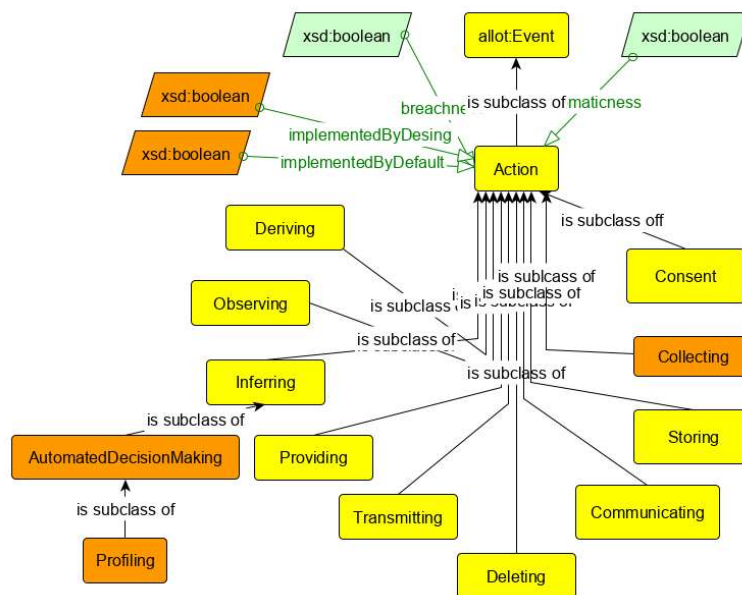 xsd:boolean
allot:Event
xsd:boolean
xsd:boolean
is subclass of
maticness
breachne
implementedByDesing
xsd:boolean
implementedByDefault
Action
Deriving
is subclass off
Consent
is sublcass of
is subclass of
Observing
is subclass
is subclass of
Collecting
Inferring
is subclass of
is subclass of
Storing
AutomatedDecisionMaking
Providing
is subclass of
Transmitting
Communicating
Profiling
Deleting